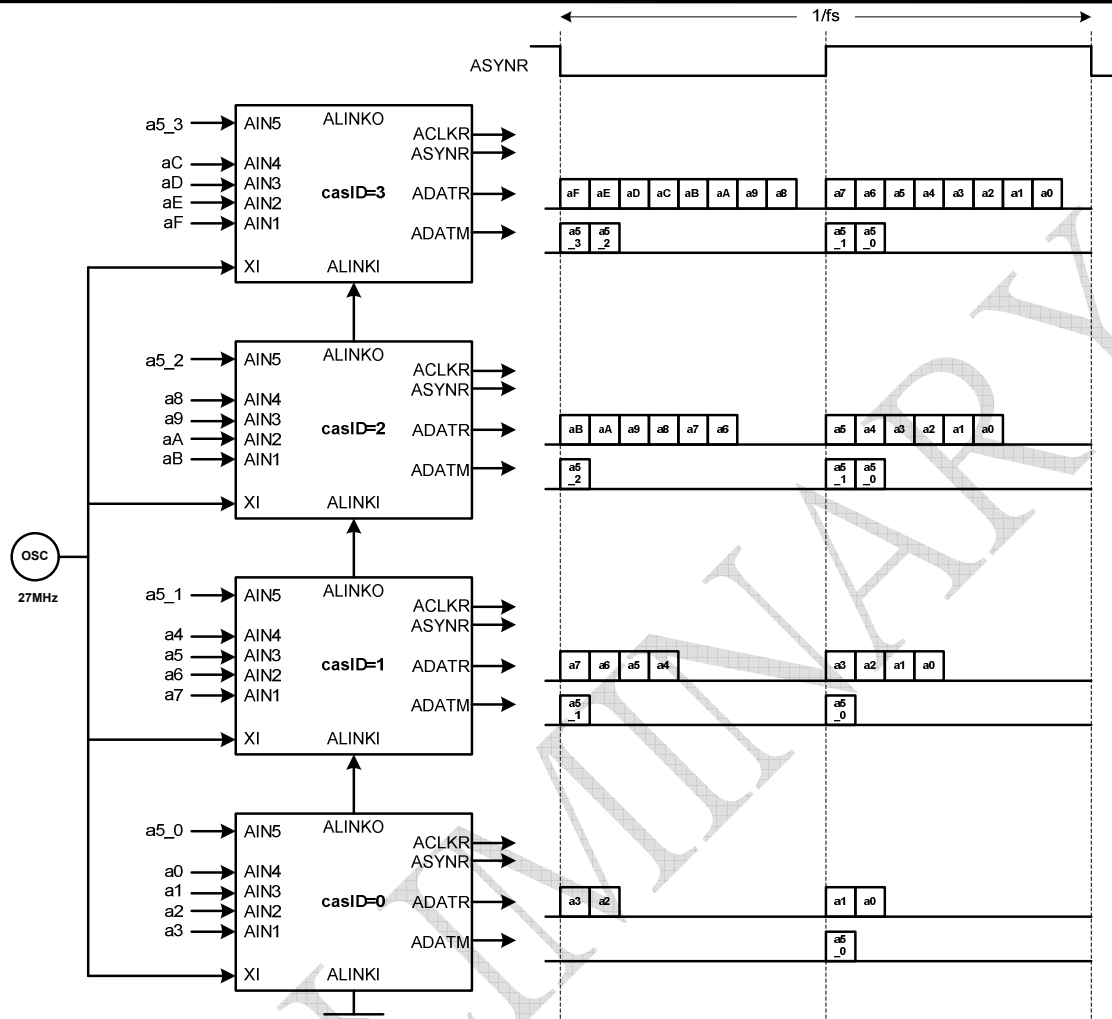 1/fs
ASYNR
a5_3 AIN5 ALINKO ACLKR
ASYNR
aC AIN4
aD AIN3 casID=3 ADATR aF aE aD aC aB aA a9 a8 a7 a6 a5 a4 a3 a2 a1 a0
aE AIN2
aF AIN1 ADATM a5_3 a5_2 a5_1 a5_0
XI ALINKI
a5_2 AIN5 ALINKO ACLKR
ASYNR
a8 AIN4
a9 AIN3 casID=2 ADATR aB aA a9 a8 a7 a6 a5 a4 a3 a2 a1 a0
aA AIN2
aB AIN1 ADATM a5_2 a5_1 a5_0
XI ALINKI
OSC
27MHz
a5_1 AIN5 ALINKO ACLKR
ASYNR
a4 AIN4
a5 AIN3 casID=1 ADATR a7 a6 a5 a4 a3 a2 a1 a0
a6 AIN2
a7 AIN1 ADATM a5_1 a5_0
XI ALINKI
a5_0 AIN5 ALINKO ACLKR
ASYNR
a0 AIN4
a1 AIN3 casID=0 ADATR a3 a2 a1 a0
a2 AIN2
a3 AIN1 ADATM a5_0
XI ALINKI
LIMINARY